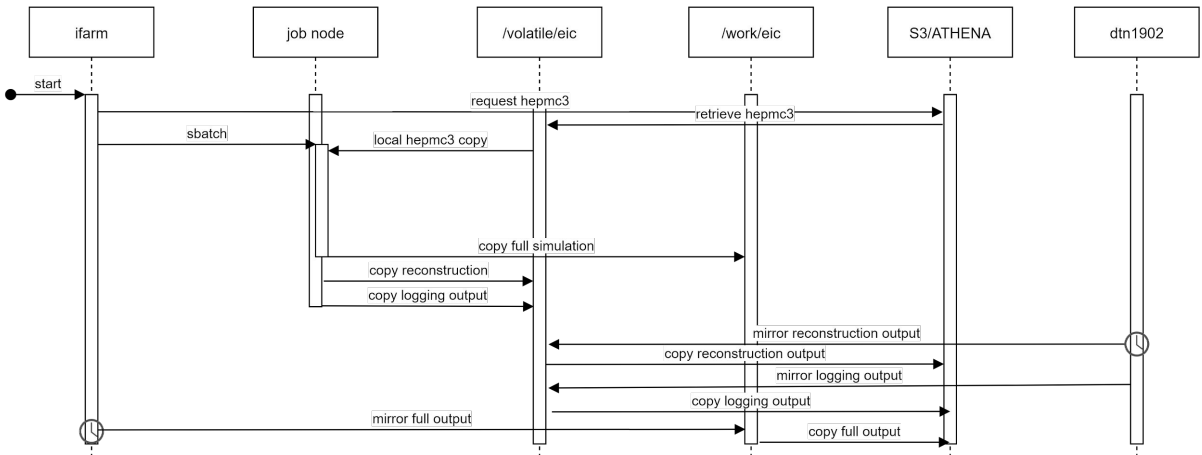 ifarm
job node
/volatile/eic
/work/eic
S3/ATHENA
dtn1902
start
request hepmc3
retrieve hepmc3
sbatch
local hepmc3 copy
copy full simulation
copy reconstruction
copy logging output
mirror reconstruction output
copy reconstruction output
mirror logging output
copy logging output
mirror full output
copy full output